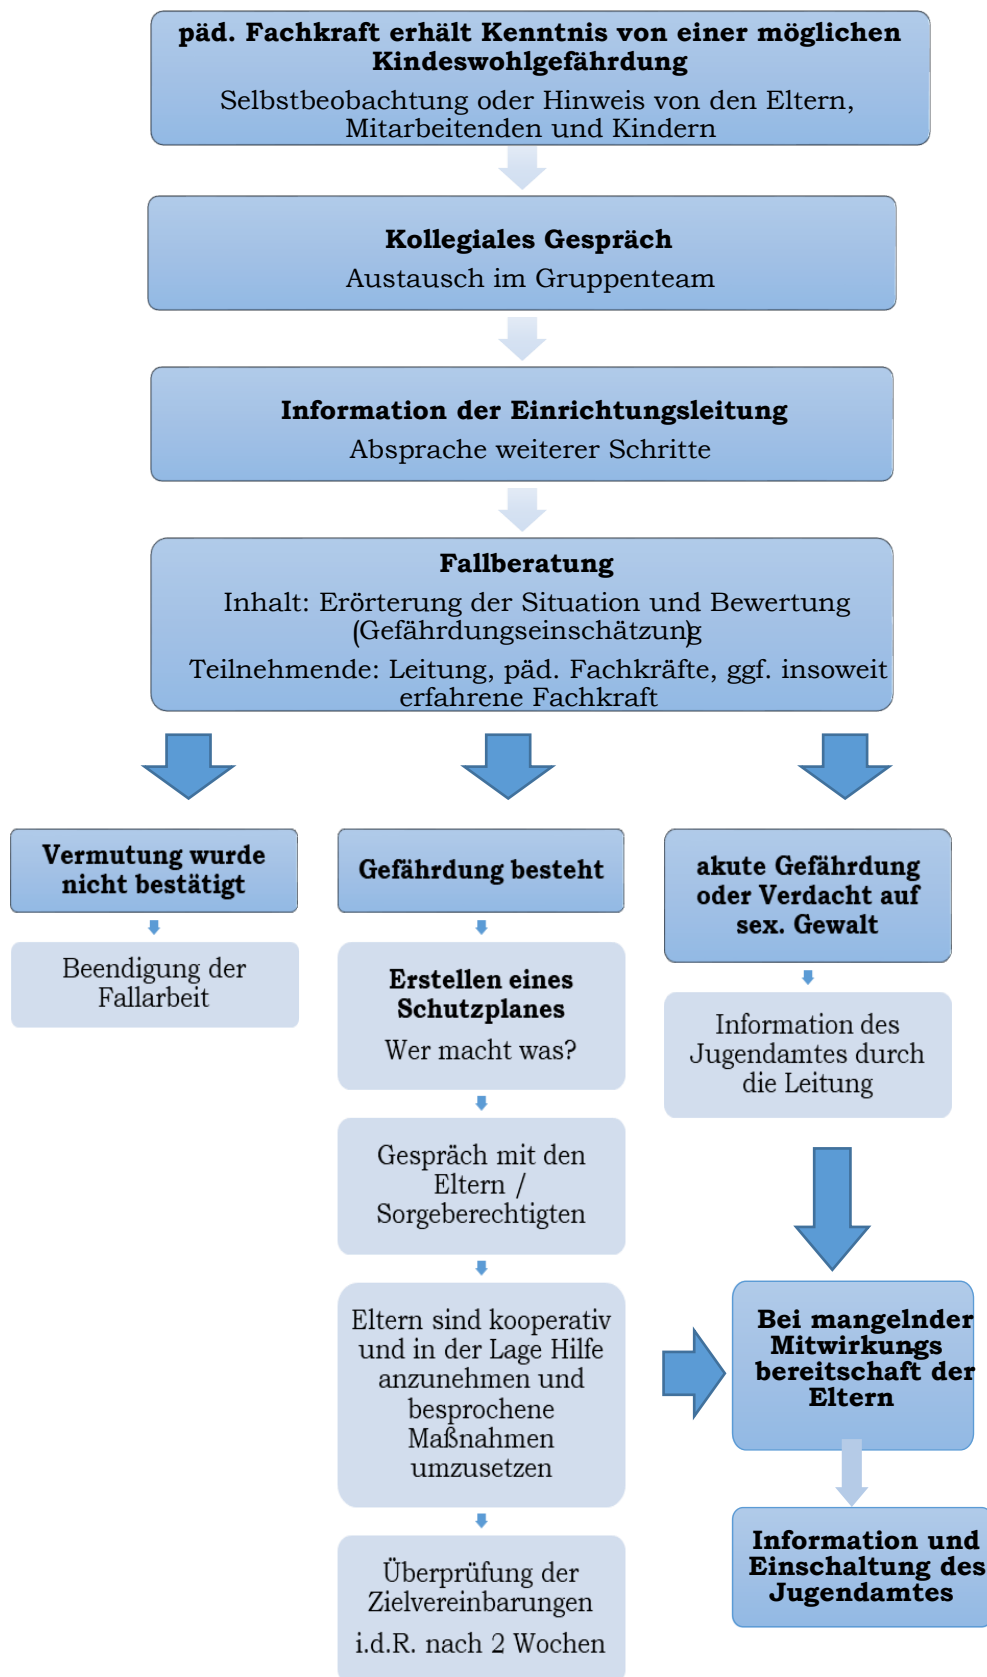 päd. Fachkraft erhält Kenntnis von einer möglichen
Kindeswohlgefährdung
Selbstbeobachtung oder Hinweis von den Eltern,
Mitarbeitenden und Kindern
Kollegiales Gespräch
Austausch im Gruppenteam
Information der Einrichtungsleitung
Absprache weiterer Schritte
Fallberatung
Inhalt: Erörterung der Situation und Bewertung
(Gefährdungseinschätzung)
Teilnehmende: Leitung, päd. Fachkräfte, ggf. insoweit
erfahrene Fachkraft
Vermutung wurde
nicht bestätigt
Beendigung der
Fallarbeit
Gefährdung besteht
Erstellen eines
Schutzplanes
Wer macht was?
Gespräch mit den
Eltern /
Sorgeberechtigten
Eltern sind kooperativ
und in der Lage Hilfe
anzunehmen und
besprochene
Maßnahmen
umzusetzen
Überprüfung der
Zielvereinbarungen
i.d.R. nach 2 Wochen
akute Gefährdung
oder Verdacht auf
sex. Gewalt
Information des
Jugendamtes durch
die Leitung
Bei mangelnder
Mitwirkungs-
bereitschaft der
Eltern
Information und
Einschaltung des
Jugendamtes